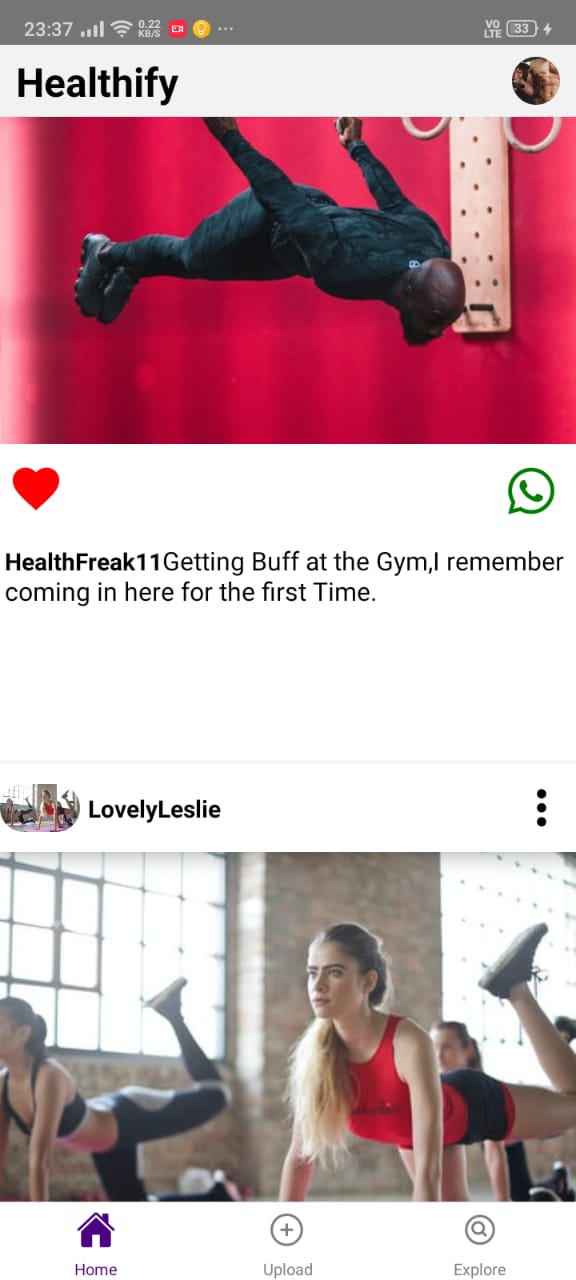 23:37 0.22 KB/S VO LTE 33
Healthify
HealthFreak11Getting Buff at the Gym,I remember
coming in here for the first Time.
LovelyLeslie
Home Upload Explore